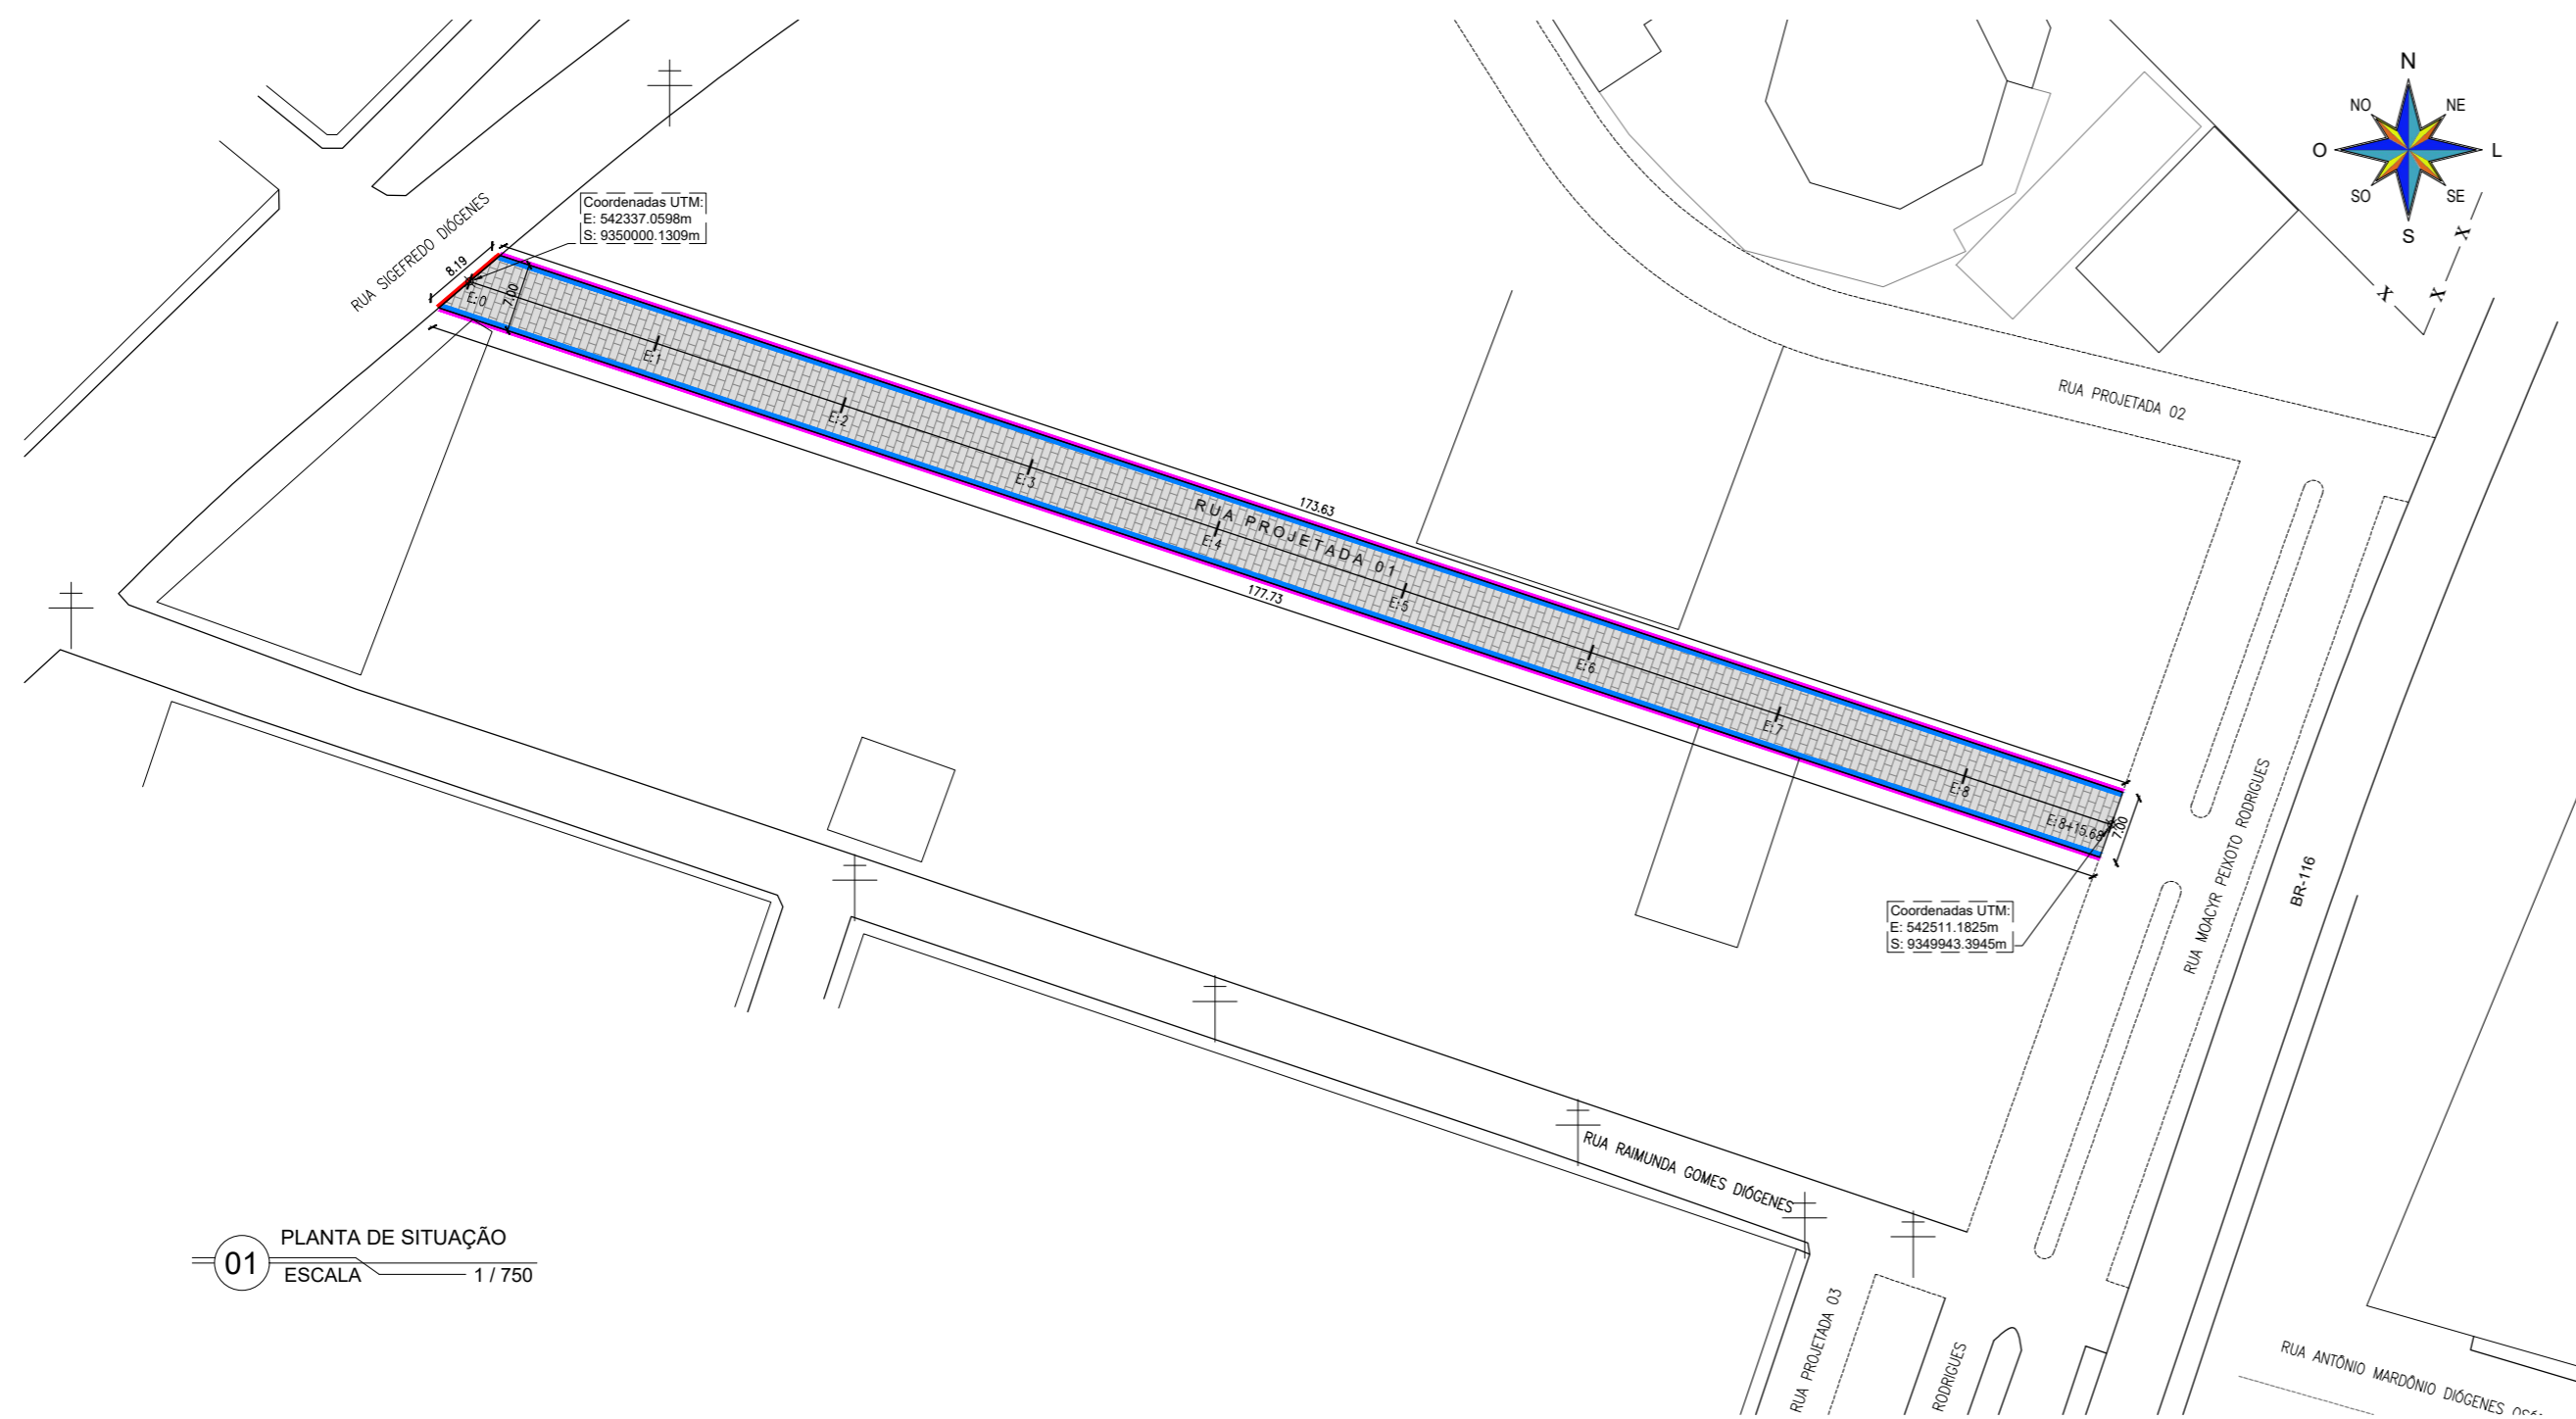 N
NO
NE
O
L
SO
SE
S
X
X
X
Coordenadas UTM:
E: 542337.0598m
S: 9350000.1309m
RUA SIGEFREDO DIÓGENES
8.19
7.00
E:0
E:1
E:2
E:3
E:4
E:5
E:6
E:7
E:8
E:8+15.68
7.00
173.63
RUA PROJETADA 01
177.73
RUA PROJETADA 02
RUA MOACYR PEIXOTO RODRIGUES
BR-116
Coordenadas UTM:
E: 542511.1825m
S: 9349943.3945m
RUA RAIMUNDA GOMES DIÓGENES
RUA PROJETADA 03
RODRIGUES
RUA ANTÔNIO MARDÔNIO DIÓGENES
01
PLANTA DE SITUAÇÃO
ESCALA 1 / 750